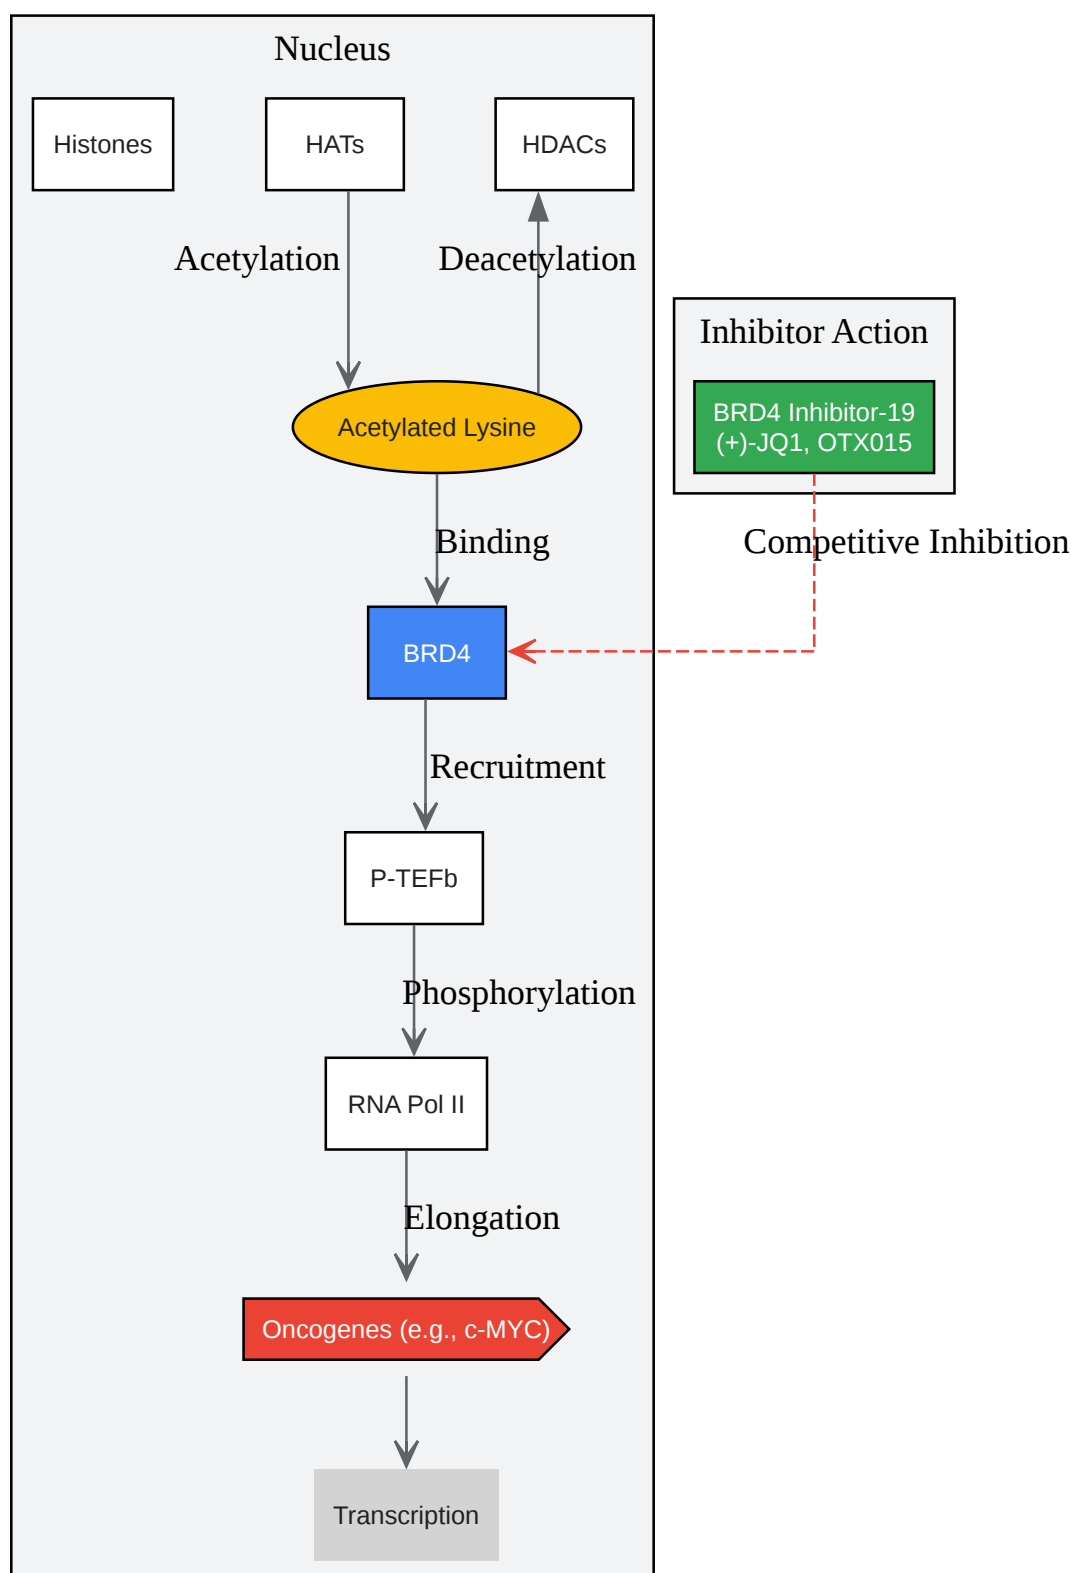 Nucleus
Histones
HATs
HDACs
Acetylation
Deacetylation
Inhibitor Action
BRD4 Inhibitor-19
(+)-JQ1, OTX015
Acetylated Lysine
Binding
Competitive Inhibition
BRD4
Recruitment
P-TEFb
Phosphorylation
RNA Pol II
Elongation
Oncogenes (e.g., c-MYC)
Transcription